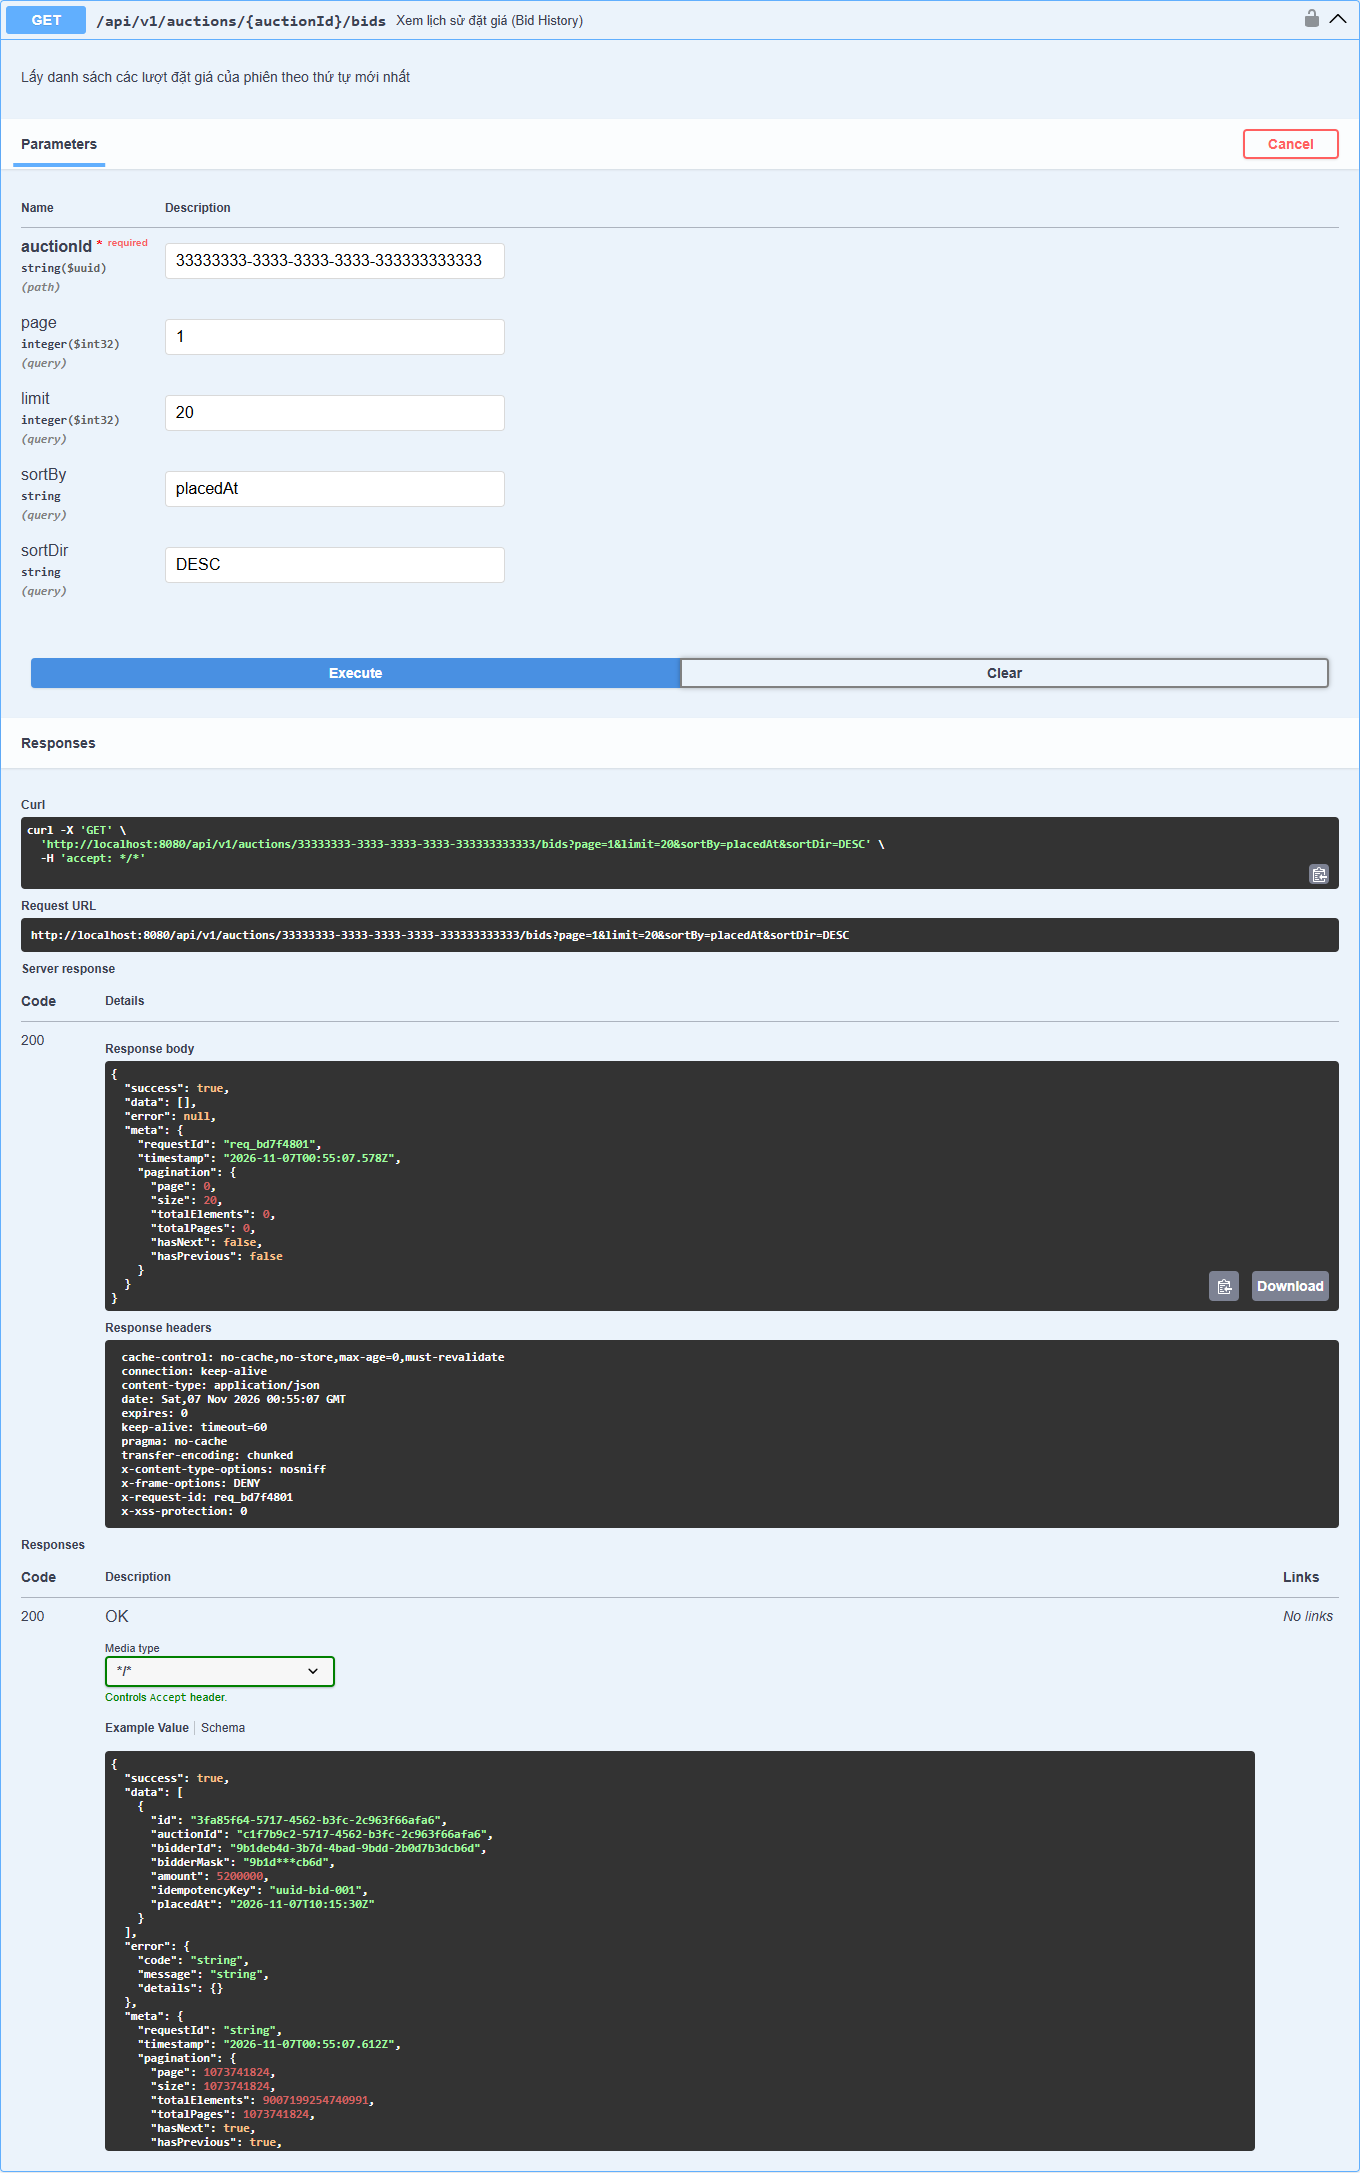 GET /api/v1/auctions/{auctionId}/bids Xem lịch sử đặt giá (Bid History)
Lấy danh sách các lượt đặt giá của phiên theo thứ tự mới nhất
Parameters
Cancel
Name Description
auctionId * required
string($uuid)
(path)
33333333-3333-3333-3333-333333333333
page
integer($int32)
(query)
1
limit
integer($int32)
(query)
20
sortBy
string
(query)
placedAt
sortDir
string
(query)
DESC
Execute Clear
Responses
Curl
curl -X 'GET' \
'http://localhost:8080/api/v1/auctions/33333333-3333-3333-3333-333333333333/bids?page=1&limit=20&sortBy=placedAt&sortDir=DESC' \
-H 'accept: */*'
Request URL
http://localhost:8080/api/v1/auctions/33333333-3333-3333-3333-333333333333/bids?page=1&limit=20&sortBy=placedAt&sortDir=DESC
Server response
Code Details
200
Response body
{
"success": true,
"data": [],
"error": null,
"meta": {
"requestId": "req_bd7f4801",
"timestamp": "2026-11-07T00:55:07.578Z",
"pagination": {
"page": 0,
"size": 20,
"totalElements": 0,
"totalPages": 0,
"hasNext": false,
"hasPrevious": false
}
}
}
Download
Response headers
cache-control: no-cache,no-store,max-age=0,must-revalidate
connection: keep-alive
content-type: application/json
date: Sat,07 Nov 2026 00:55:07 GMT
expires: 0
keep-alive: timeout=60
pragma: no-cache
transfer-encoding: chunked
x-content-type-options: nosniff
x-frame-options: DENY
x-request-id: req_bd7f4801
x-xss-protection: 0
Responses
Code Description Links
200 OK No links
Media type
*/*
Controls Accept header.
Example Value Schema
{
"success": true,
"data": [
{
"id": "3fa85f64-5717-4562-b3fc-2c963f66afa6",
"auctionId": "c1f7b9c2-5717-4562-b3fc-2c963f66afa6",
"bidderId": "9b1deb4d-3b7d-4bad-9bdd-2b0d7b3dcb6d",
"bidderMask": "9b1d***cb6d",
"amount": 5200000,
"idempotencyKey": "uuid-bid-001",
"placedAt": "2026-11-07T10:15:30Z"
}
],
"error": {
"code": "string",
"message": "string",
"details": {}
},
"meta": {
"requestId": "string",
"timestamp": "2026-11-07T00:55:07.612Z",
"pagination": {
"page": 1073741824,
"size": 1073741824,
"totalElements": 9007199254740991,
"totalPages": 1073741824,
"hasNext": true,
"hasPrevious": true,